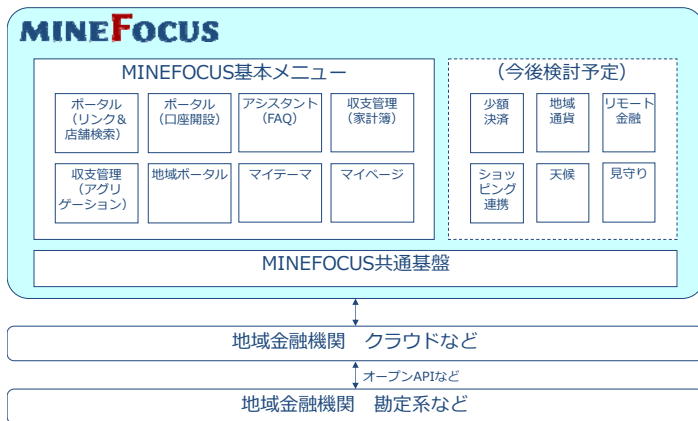 MINEFOCUS
MINEFOCUS基本メニュー
ポータル
（リンク＆
店舗検索）
ポータル
（口座開設）
アシスタント
（FAQ）
収支管理
（家計簿）
収支管理
（アグリ
ゲーション）
地域ポータル
マイテーマ
マイページ
（今後検討予定）
少額
決済
地域
通貨
リモート
金融
ショッ
ピング
連携
天候
見守り
MINEFOCUS共通基盤
地域金融機関　クラウドなど
オープンAPIなど
地域金融機関　勘定系など